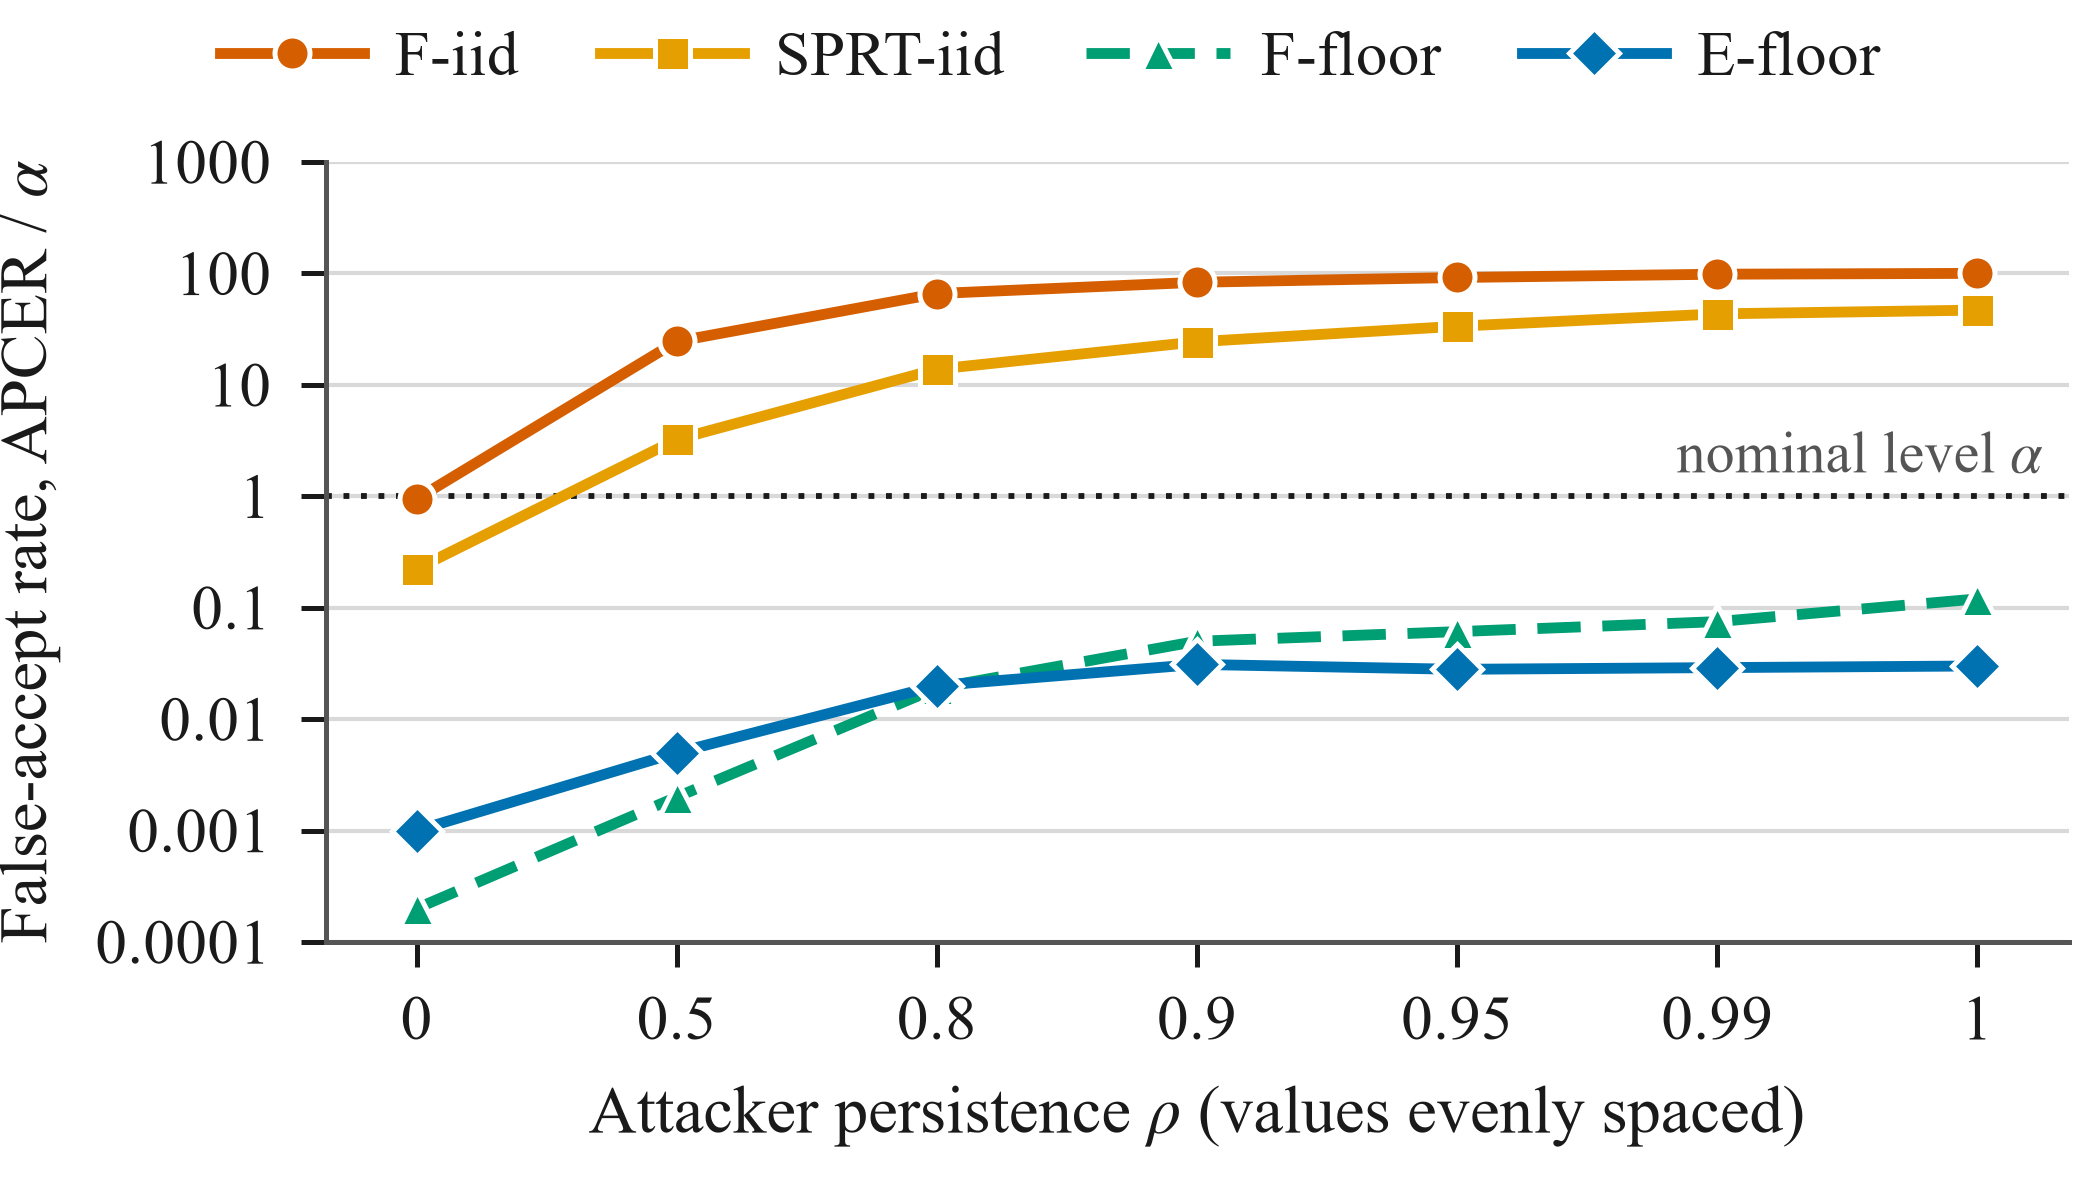 F-iid SPRT-iid F-floor E-floor
False-accept rate, APCER / α
1000
100
10
1
0.1
0.01
0.001
0.0001
nominal level α
0 0.5 0.8 0.9 0.95 0.99 1
Attacker persistence ρ (values evenly spaced)